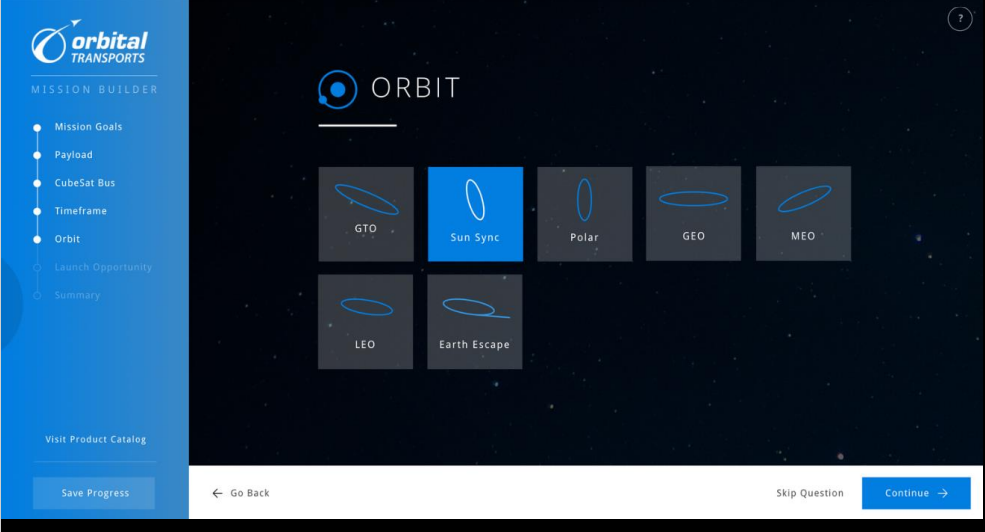 orbital
TRANSPORTS
MISSION BUILDER
Mission Goals
Payload
CubeSat Bus
Timeframe
Orbit
Launch Opportunity
Summary
Visit Product Catalog
Save Progress
?
ORBIT
GTO
Sun Sync
Polar
GEO
MEO
LEO
Earth Escape
← Go Back
Skip Question
Continue →